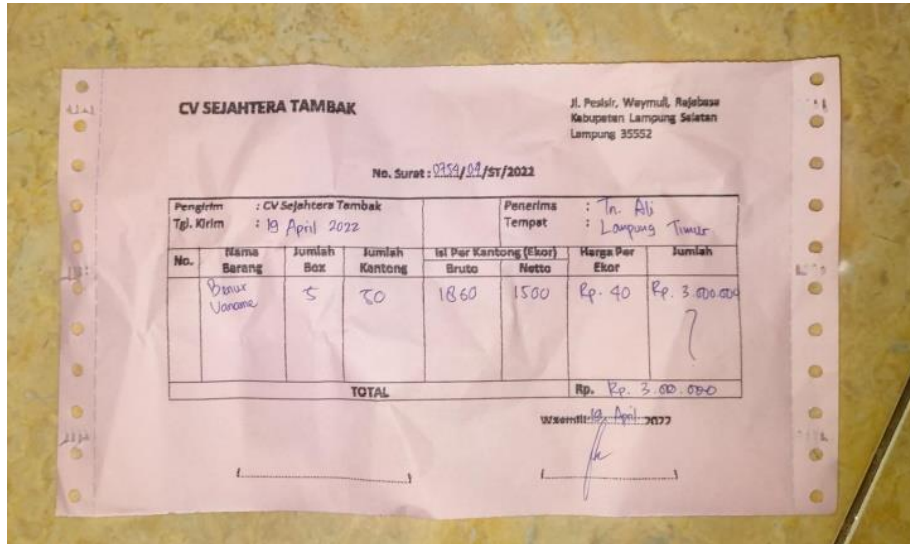 CV SEJAHTERA TAMBAK
Jl. Pesisir, Waymuli, Rajabasa
Kabupaten Lampung Selatan
Lampung 35552
No. Surat : 0759/04/ST/2022
Pengirim : CV Sejahtera Tambak Penerima : Tn. Ali
Tgl. Kirim : 19 April 2022 Tempat : Lampung Timur
No. Nama Barang Jumlah Box Jumlah Kantong Isi Per Kantong (Ekor) Bruto Netto Harga Per Ekor Jumlah
Benur Vaname 5 50 1860 1500 Rp. 40 Rp. 3.000.000
TOTAL Rp. Rp. 3.000.000
19 April 2022